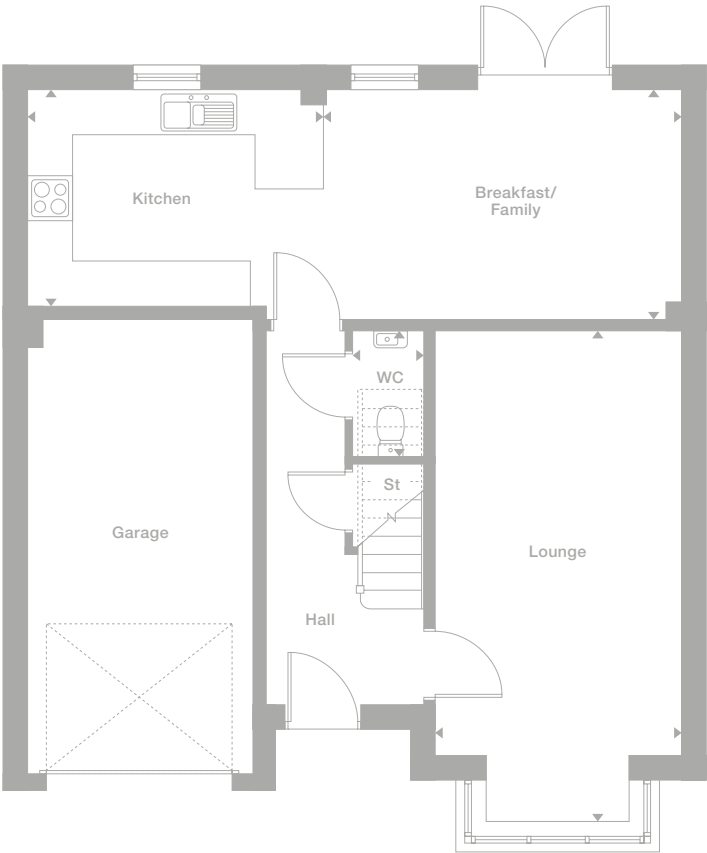 Kitchen
Breakfast/
Family
WC
St
Garage
Lounge
Hall